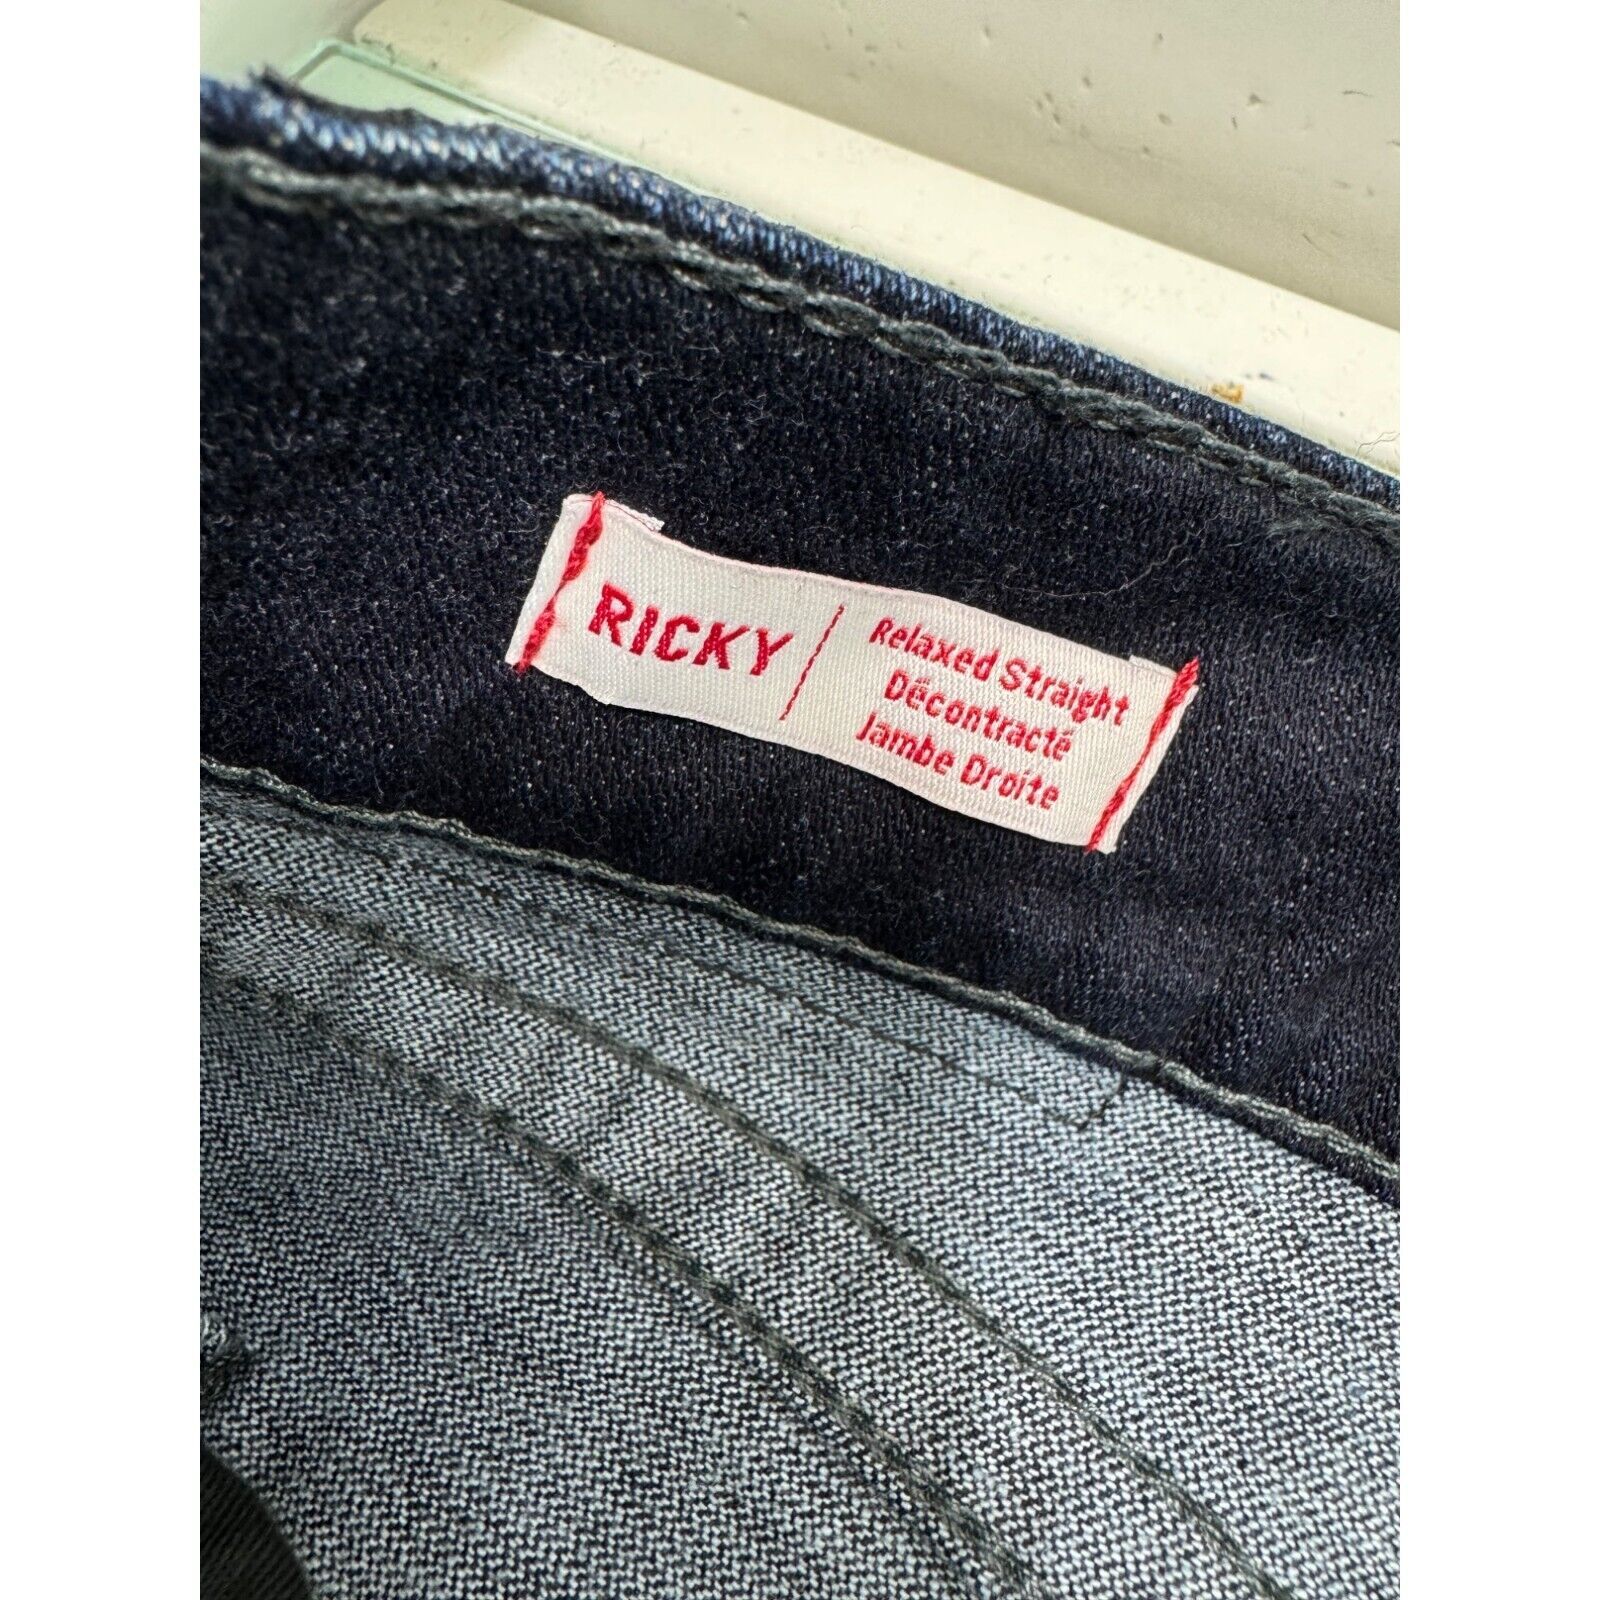 RICKY
Relaxed Straight
Décontracté
Jambe Droite